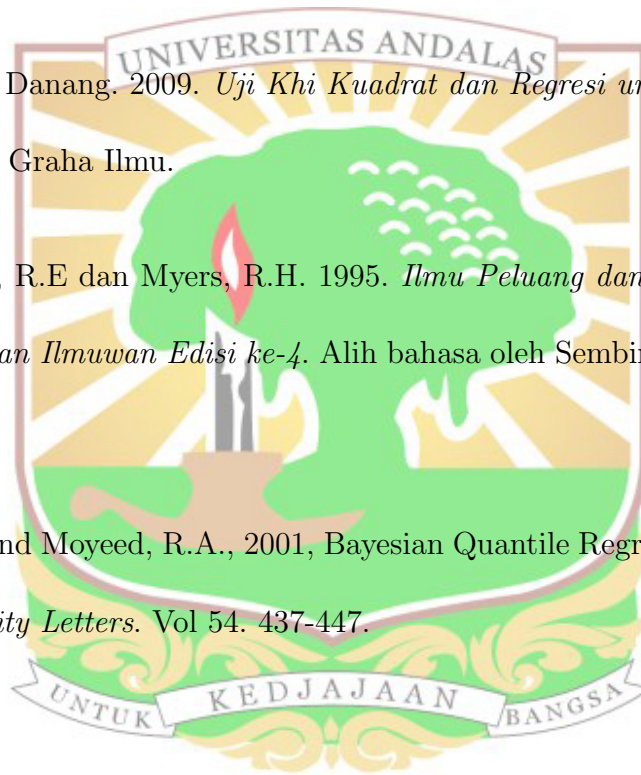 UNIVERSITAS ANDALAS
Danang. 2009. Uji Khi Kuadrat dan Regresi un
Graha Ilmu.
, R.E dan Myers, R.H. 1995. Ilmu Peluang dan
an Ilmuwan Edisi ke-4. Alih bahasa oleh Sembir
nd Moyeed, R.A., 2001, Bayesian Quantile Regr
ity Letters. Vol 54. 437-447.
UNTUK KEDJAJAAN BANGSA